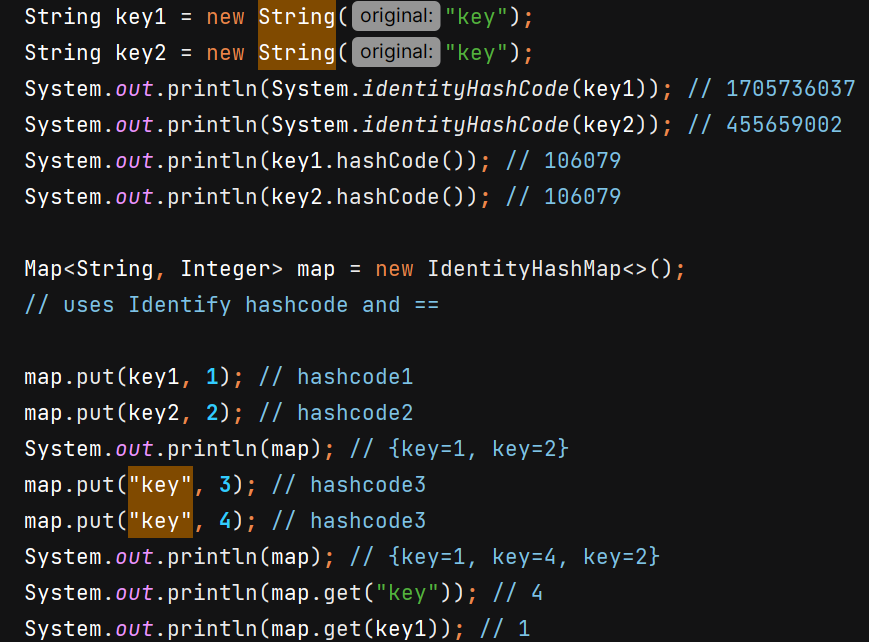 String key1 = new String( original: "key");
String key2 = new String( original: "key");
System.out.println(System.identityHashCode(key1)); // 1705736037
System.out.println(System.identityHashCode(key2)); // 455659002
System.out.println(key1.hashCode()); // 106079
System.out.println(key2.hashCode()); // 106079
Map<String, Integer> map = new IdentityHashMap<>();
// uses Identify hashcode and ==
map.put(key1, 1); // hashcode1
map.put(key2, 2); // hashcode2
System.out.println(map); // {key=1, key=2}
map.put("key", 3); // hashcode3
map.put("key", 4); // hashcode3
System.out.println(map); // {key=1, key=4, key=2}
System.out.println(map.get("key")); // 4
System.out.println(map.get(key1)); // 1